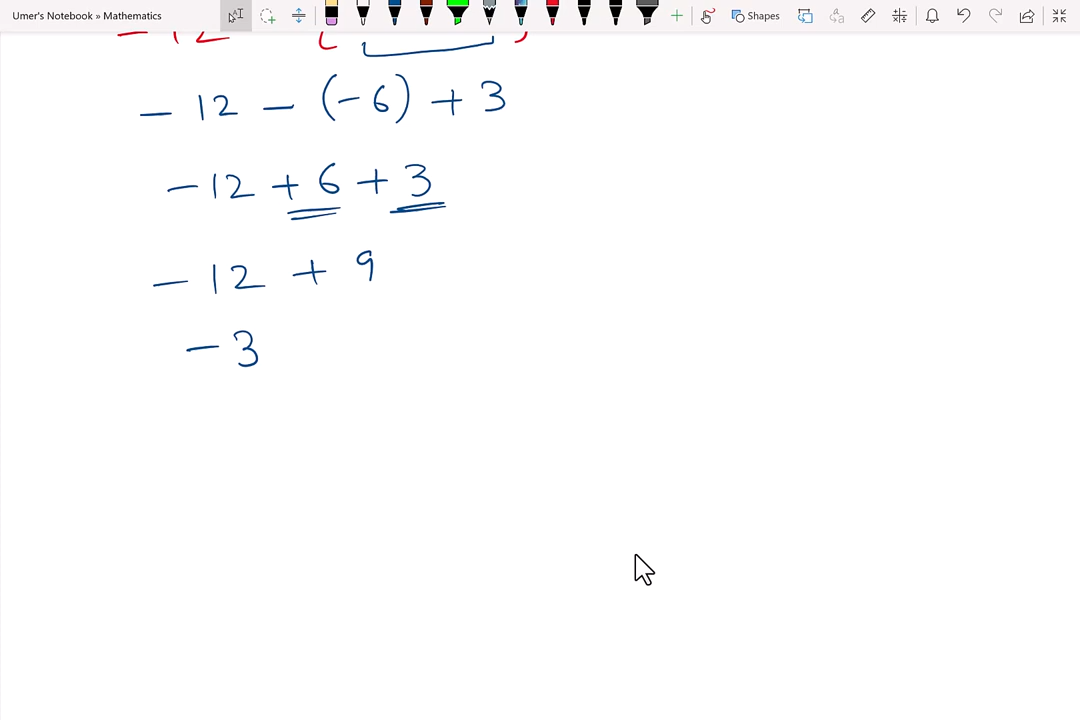 Umer's Notebook » Mathematics
Shapes
- 12 - (-6) + 3
-12 + 6 + 3
- 12 + 9
- 3